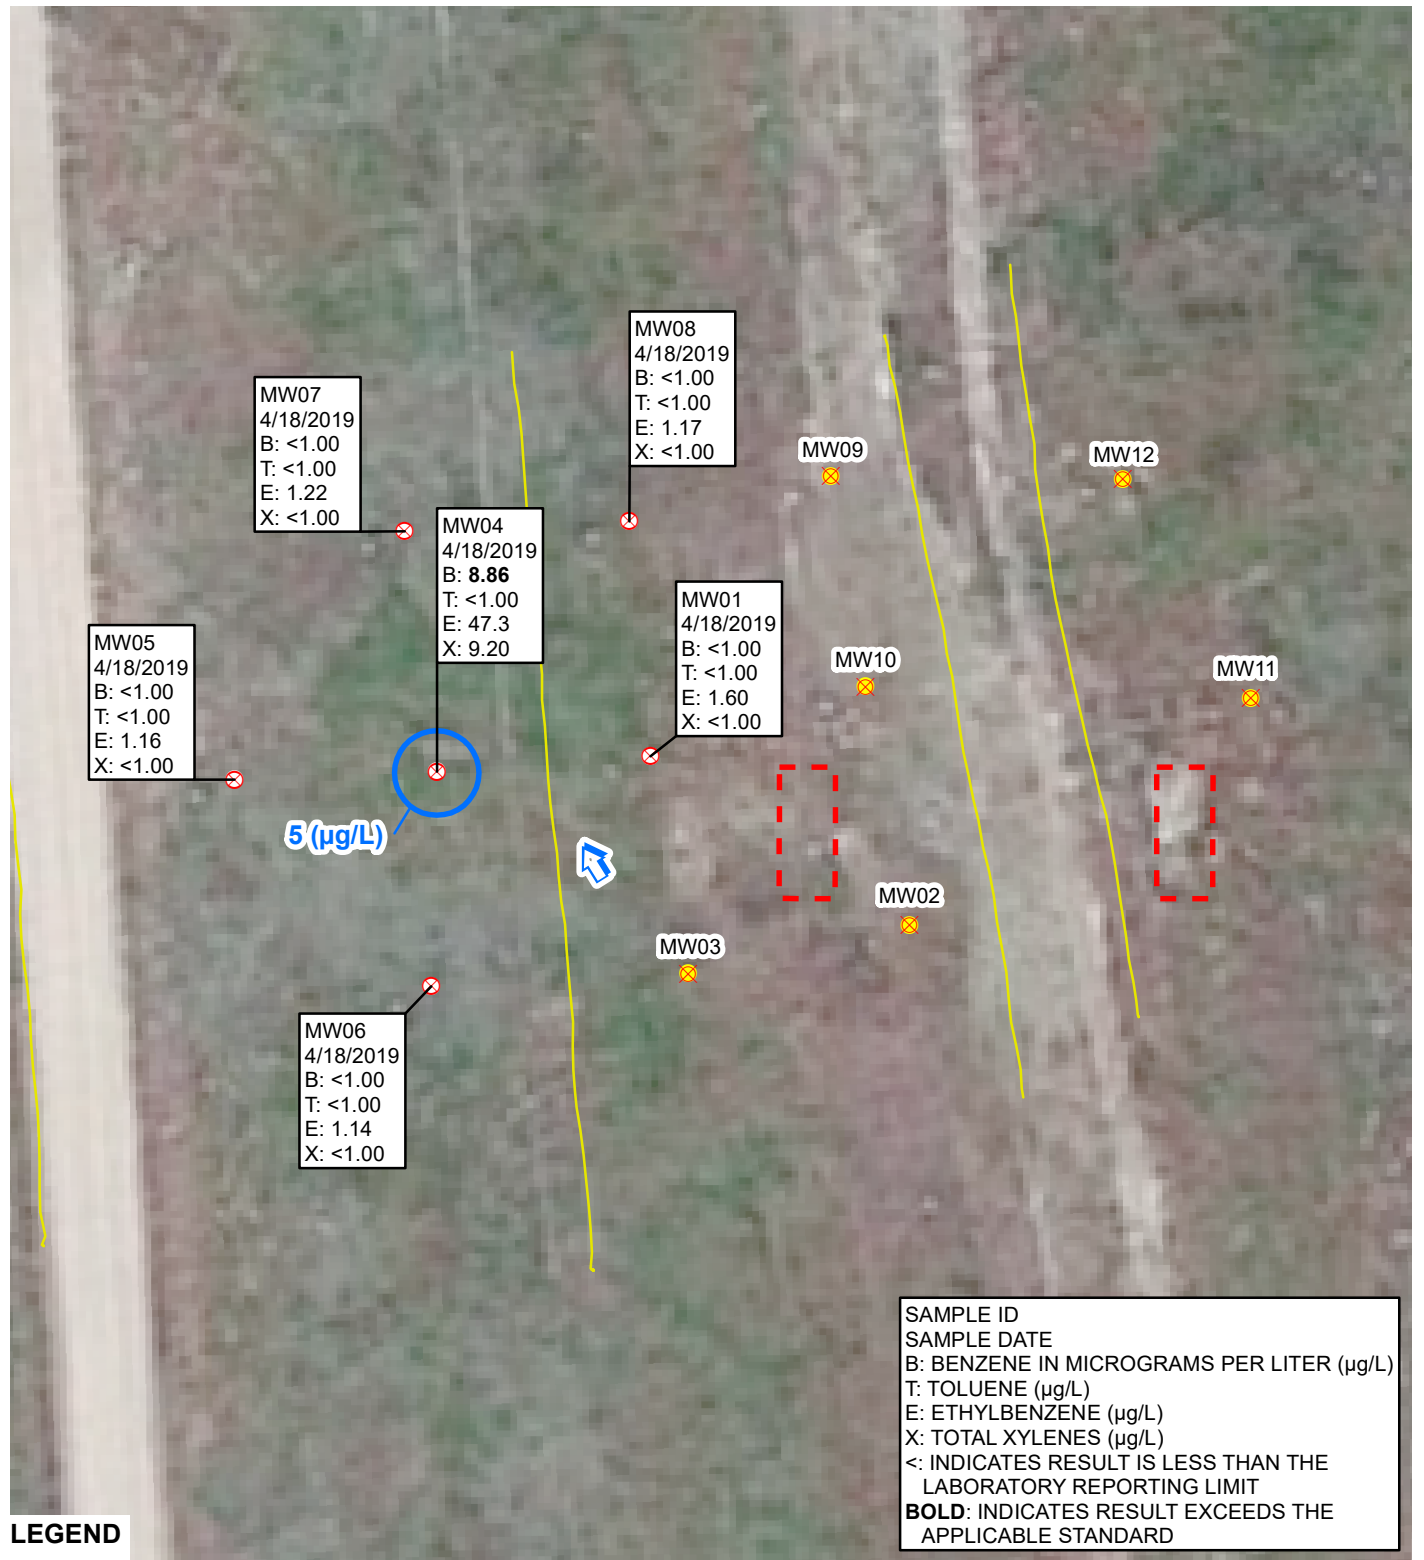 MW08
4/18/2019
B: <1.00
T: <1.00
E: 1.17
X: <1.00
MW07
4/18/2019
B: <1.00
T: <1.00
E: 1.22
X: <1.00
MW09
MW12
MW04
4/18/2019
B: 8.86
T: <1.00
E: 47.3
X: 9.20
MW01
4/18/2019
B: <1.00
T: <1.00
E: 1.60
X: <1.00
MW05
4/18/2019
B: <1.00
T: <1.00
E: 1.16
X: <1.00
MW10
MW11
5 (µg/L)
MW02
MW03
MW06
4/18/2019
B: <1.00
T: <1.00
E: 1.14
X: <1.00
SAMPLE ID
SAMPLE DATE
B: BENZENE IN MICROGRAMS PER LITER (µg/L)
T: TOLUENE (µg/L)
E: ETHYLBENZENE (µg/L)
X: TOTAL XYLENES (µg/L)
<: INDICATES RESULT IS LESS THAN THE
LABORATORY REPORTING LIMIT
BOLD: INDICATES RESULT EXCEEDS THE
APPLICABLE STANDARD
LEGEND